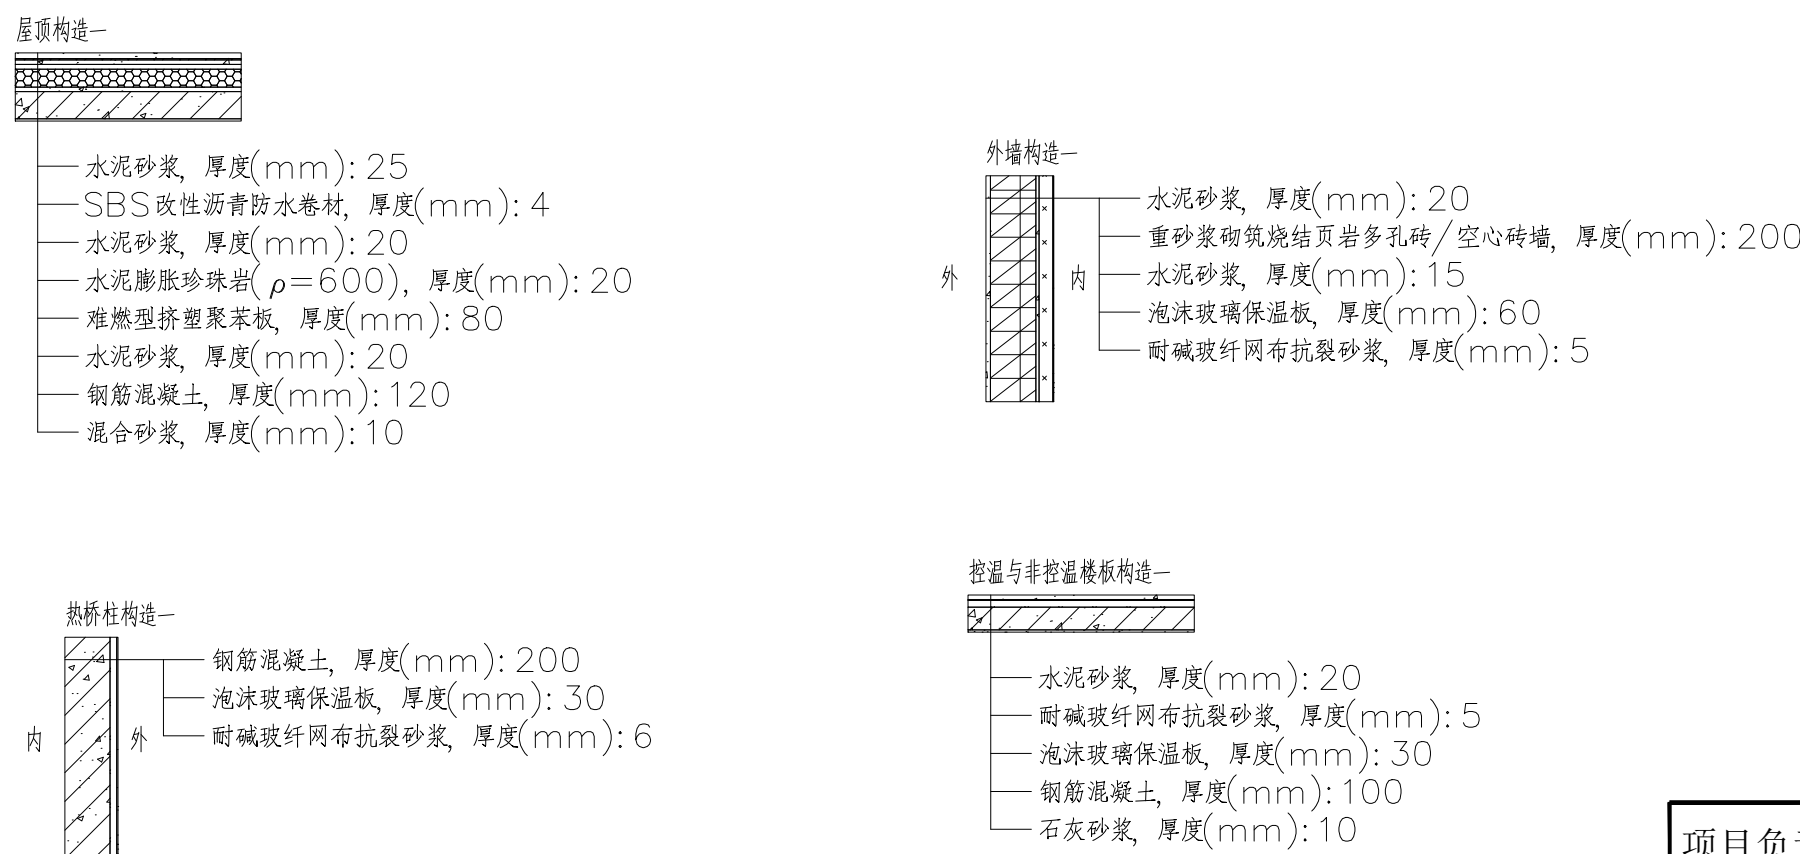 屋顶构造一
水泥砂浆, 厚度(mm): 25
SBS改性沥青防水卷材, 厚度(mm): 4
水泥砂浆, 厚度(mm): 20
水泥膨胀珍珠岩(ρ=600), 厚度(mm): 20
难燃型挤塑聚苯板, 厚度(mm): 80
水泥砂浆, 厚度(mm): 20
钢筋混凝土, 厚度(mm): 120
混合砂浆, 厚度(mm): 10
外墙构造一
外
内
水泥砂浆, 厚度(mm): 20
重砂浆砌筑烧结页岩多孔砖/空心砖墙, 厚度(mm): 200
水泥砂浆, 厚度(mm): 15
泡沫玻璃保温板, 厚度(mm): 60
耐碱玻纤网布抗裂砂浆, 厚度(mm): 5
热桥柱构造一
钢筋混凝土, 厚度(mm): 200
泡沫玻璃保温板, 厚度(mm): 30
耐碱玻纤网布抗裂砂浆, 厚度(mm): 6
内
外
控温与非控温楼板构造一
水泥砂浆, 厚度(mm): 20
耐碱玻纤网布抗裂砂浆, 厚度(mm): 5
泡沫玻璃保温板, 厚度(mm): 30
钢筋混凝土, 厚度(mm): 100
石灰砂浆, 厚度(mm): 10
项目负